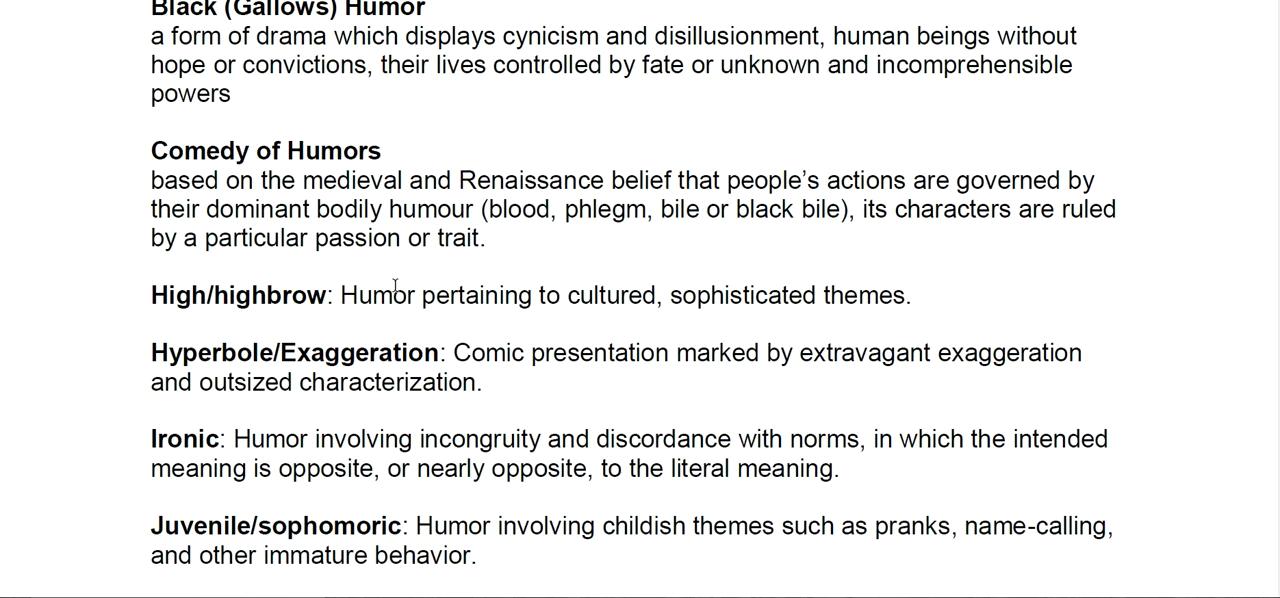 Black (Gallows) Humor
a form of drama which displays cynicism and disillusionment, human beings without
hope or convictions, their lives controlled by fate or unknown and incomprehensible
powers
Comedy of Humors
based on the medieval and Renaissance belief that people’s actions are governed by
their dominant bodily humour (blood, phlegm, bile or black bile), its characters are ruled
by a particular passion or trait.
High/highbrow: Humor pertaining to cultured, sophisticated themes.
Hyperbole/Exaggeration: Comic presentation marked by extravagant exaggeration
and outsized characterization.
Ironic: Humor involving incongruity and discordance with norms, in which the intended
meaning is opposite, or nearly opposite, to the literal meaning.
Juvenile/sophomoric: Humor involving childish themes such as pranks, name-calling,
and other immature behavior.